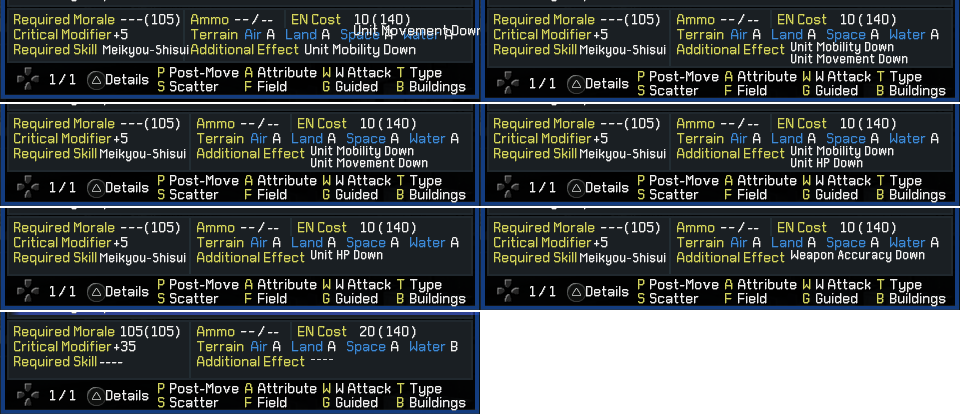 Required Morale ---(105) Ammo --/-- EN Cost 10(140)
Unit Movement Down
Critical Modifier+5 Terrain Air A Land A Space A Water A
Required Skill Meikyou-Shisui Additional Effect Unit Mobility Down
1/1 Details P Post-Move A Attribute W W Attack T Type
S Scatter F Field G Guided B Buildings
Required Morale ---(105) Ammo --/-- EN Cost 10(140)
Critical Modifier+5 Terrain Air A Land A Space A Water A
Required Skill Meikyou-Shisui Additional Effect Unit Mobility Down
Unit Movement Down
1/1 Details P Post-Move A Attribute W W Attack T Type
S Scatter F Field G Guided B Buildings
Required Morale ---(105) Ammo --/-- EN Cost 10(140)
Critical Modifier+5 Terrain Air A Land A Space A Water A
Required Skill Meikyou-Shisui Additional Effect Unit Mobility Down
Unit Movement Down
1/1 Details P Post-Move A Attribute W W Attack T Type
S Scatter F Field G Guided B Buildings
Required Morale ---(105) Ammo --/-- EN Cost 10(140)
Critical Modifier+5 Terrain Air A Land A Space A Water A
Required Skill Meikyou-Shisui Additional Effect Unit Mobility Down
Unit HP Down
1/1 Details P Post-Move A Attribute W W Attack T Type
S Scatter F Field G Guided B Buildings
Required Morale ---(105) Ammo --/-- EN Cost 10(140)
Critical Modifier+5 Terrain Air A Land A Space A Water A
Required Skill Meikyou-Shisui Additional Effect Unit HP Down
1/1 Details P Post-Move A Attribute W W Attack T Type
S Scatter F Field G Guided B Buildings
Required Morale ---(105) Ammo --/-- EN Cost 10(140)
Critical Modifier+5 Terrain Air A Land A Space A Water A
Required Skill Meikyou-Shisui Additional Effect Weapon Accuracy Down
1/1 Details P Post-Move A Attribute W W Attack T Type
S Scatter F Field G Guided B Buildings
Required Morale 105(105) Ammo --/-- EN Cost 20(140)
Critical Modifier+35 Terrain Air A Land A Space A Water B
Required Skill ---- Additional Effect ----
1/1 Details P Post-Move A Attribute W W Attack T Type
S Scatter F Field G Guided B Buildings